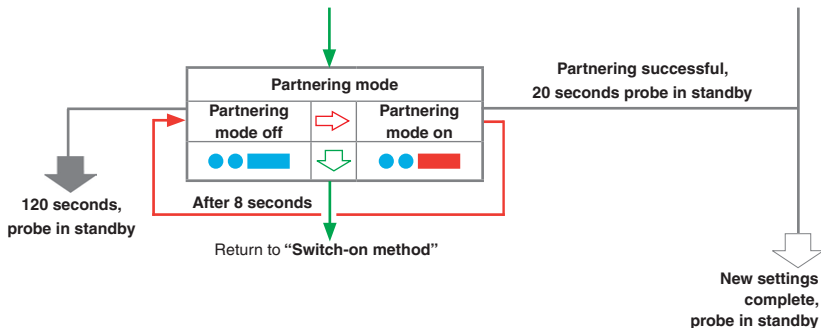 Partnering mode
Partnering successful,
20 seconds probe in standby
Partnering
mode off
Partnering
mode on
After 8 seconds
120 seconds,
probe in standby
Return to “Switch-on method”
New settings
complete,
probe in standby